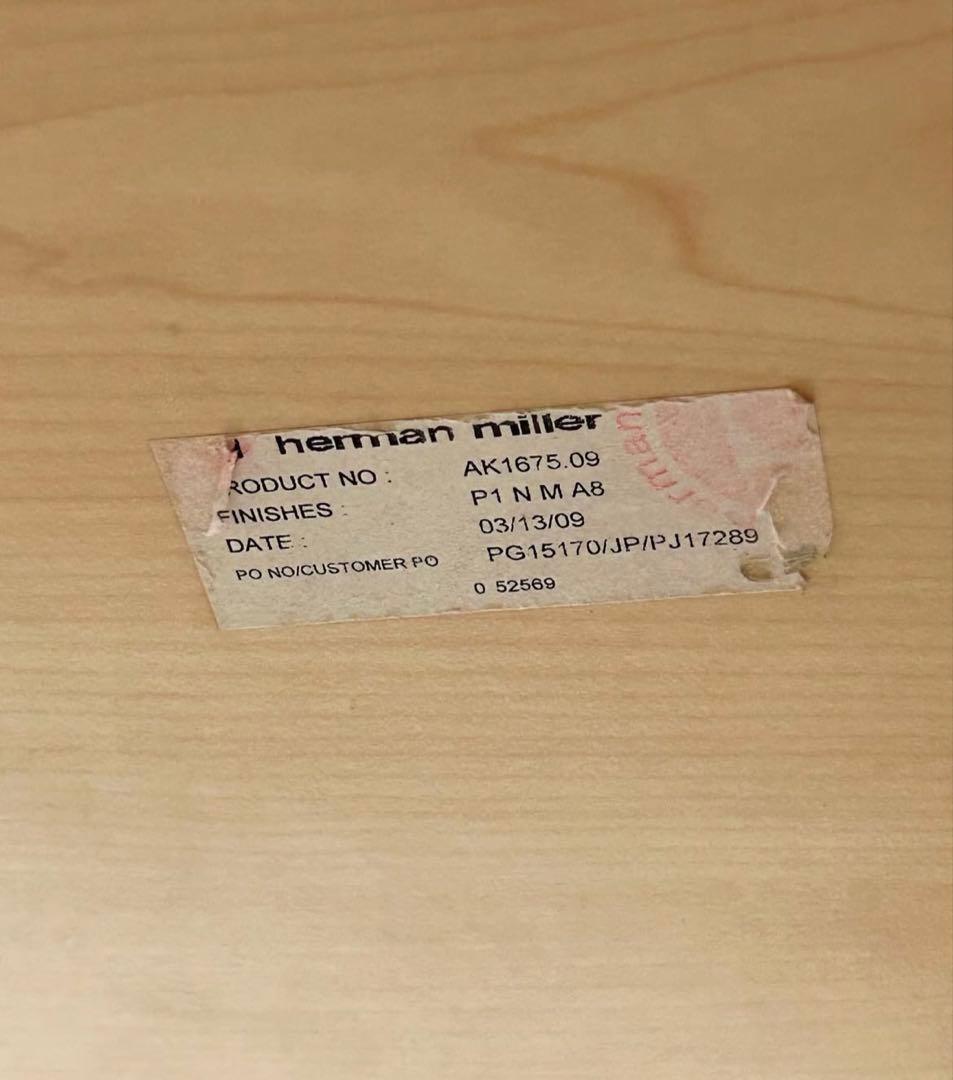 herman miller
RODUCT NO : AK1675.09
FINISHES : P1 N M A8
DATE : 03/13/09
PO NO/CUSTOMER PO PG15170/JP/PJ17289
0 52569